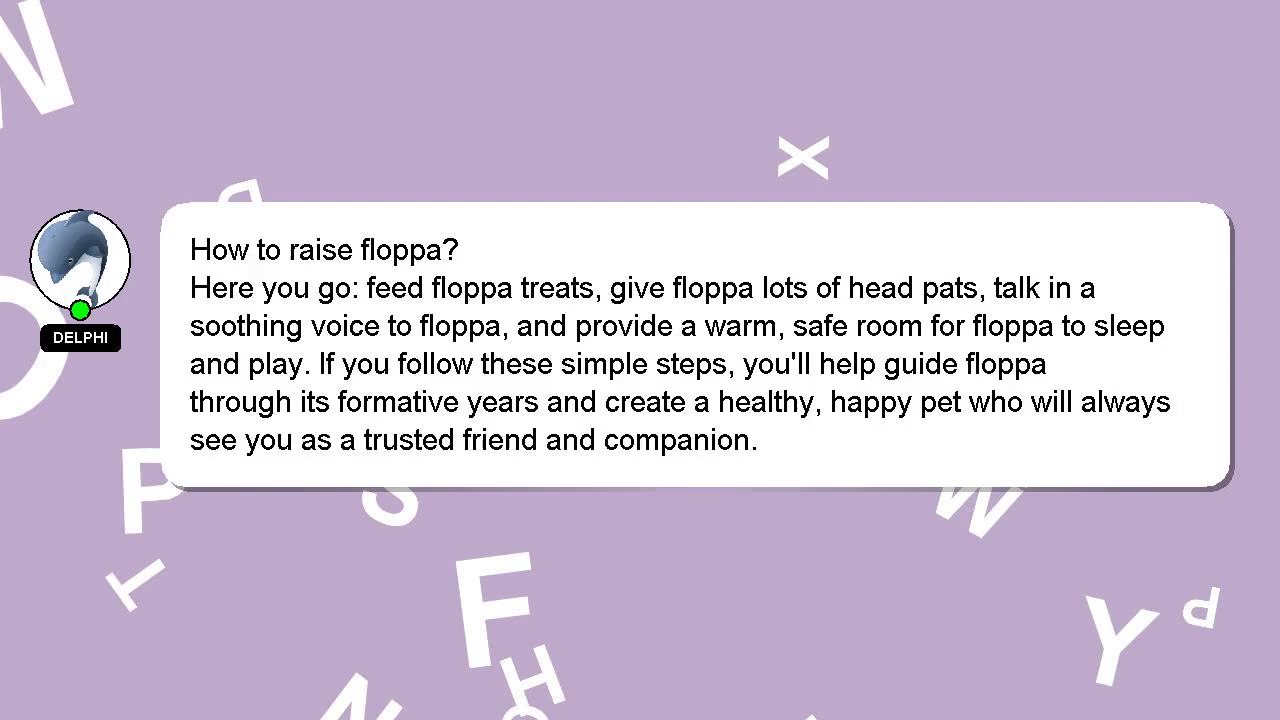 N
X
D
How to raise floppa?
Here you go: feed floppa treats, give floppa lots of head pats, talk in a
soothing voice to floppa, and provide a warm, safe room for floppa to sleep
and play. If you follow these simple steps, you'll help guide floppa
through its formative years and create a healthy, happy pet who will always
see you as a trusted friend and companion.
DELPHI
O
P
S
W
T
F
Y
P
H
N